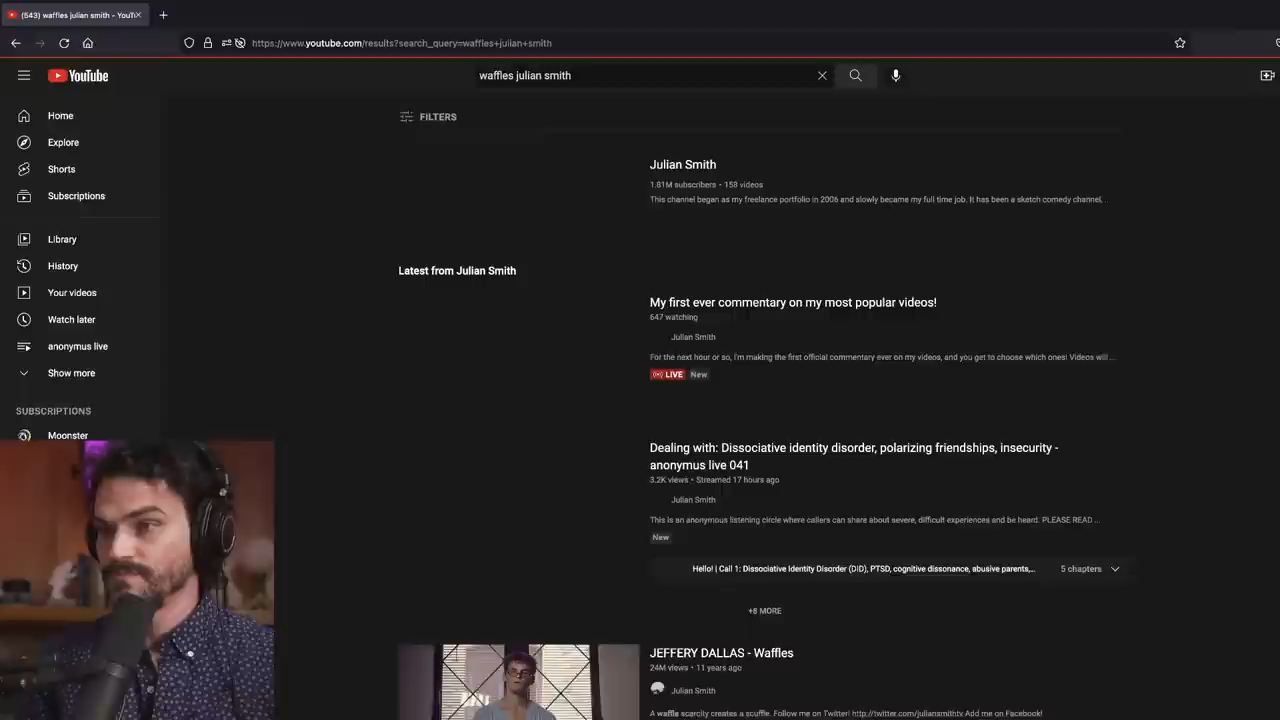 (543) waffles julian smith - YouTu
https://www.youtube.com/results?search_query=waffles+julian+smith
YouTube
waffles julian smith
Home
Explore
Shorts
Subscriptions
Library
History
Your videos
Watch later
anonymus live
Show more
SUBSCRIPTIONS
Moonster
FILTERS
Julian Smith
1.81M subscribers • 158 videos
This channel began as my freelance portfolio in 2006 and slowly became my full time job. It has been a sketch comedy channel, ...
Latest from Julian Smith
My first ever commentary on my most popular videos!
647 watching
Julian Smith
For the next hour or so, I'm making the first official commentary ever on my videos, and you get to choose which ones! Videos will ...
LIVE New
Dealing with: Dissociative identity disorder, polarizing friendships, insecurity -
anonymus live 041
3.2K views • Streamed 17 hours ago
Julian Smith
This is an anonymous listening circle where callers can share about severe, difficult experiences and be heard. PLEASE READ ...
New
Hello! | Call 1: Dissociative Identity Disorder (DID), PTSD, cognitive dissonance, abusive parents,... 5 chapters
+8 MORE
JEFFERY DALLAS - Waffles
24M views • 11 years ago
Julian Smith
A waffle scarcity creates a scuffle. Follow me on Twitter! http://twitter.com/juliansmithtv Add me on Facebook!